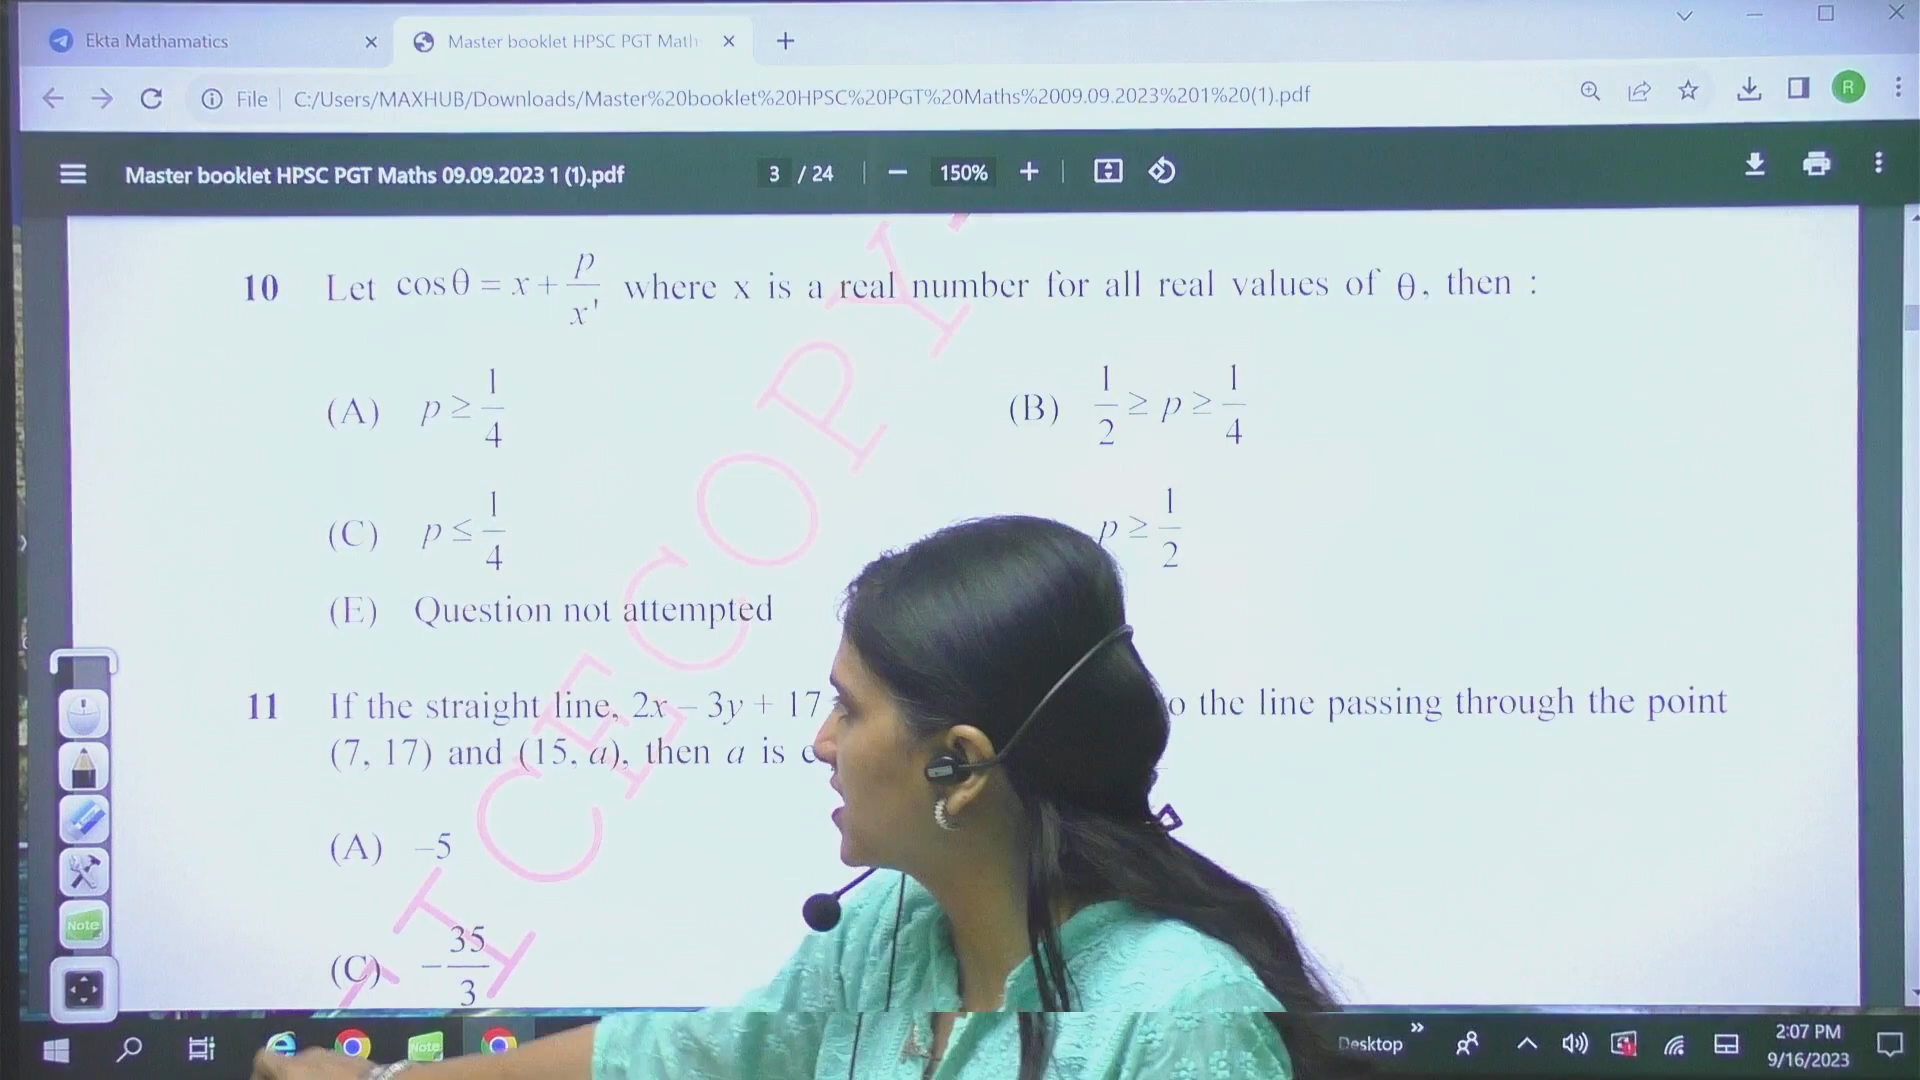 Ekta Mathamatics
Master booklet HPSC PGT Math
File C:/Users/MAXHUB/Downloads/Master%20booklet%20HPSC%20PGT%20Maths%2009.09.2023%201%20(1).pdf
R
Master booklet HPSC PGT Maths 09.09.2023 1 (1).pdf 3 / 24 − 150% +
10 Let cosθ = x + p/x' where x is a real number for all real values of θ, then :
(A) p ≥ 1/4 (B) 1/2 ≥ p ≥ 1/4
(C) p ≤ 1/4 p ≥ 1/2
(E) Question not attempted
11 If the straight line, 2x − 3y + 17 the line passing through the point
(7, 17) and (15, a), then a is
(A) –5
(C) −35/3
COPY
Note
Note
Desktop
2:07 PM
9/16/2023